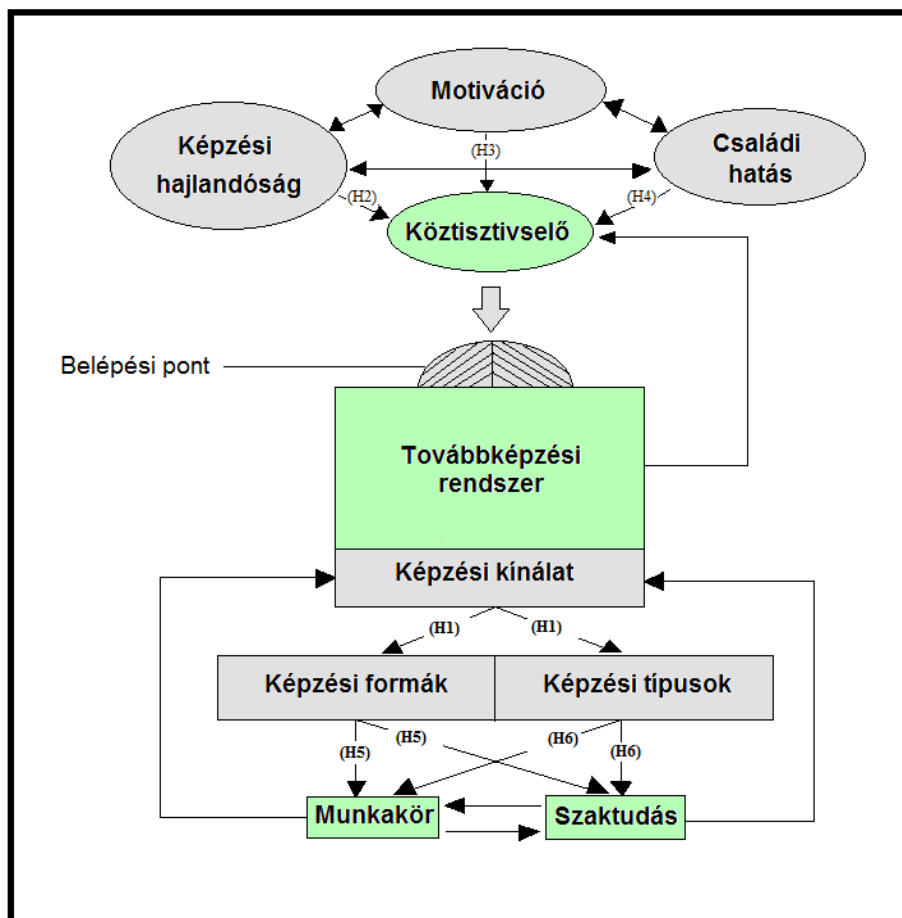 Motiváció
Képzési
hajlandóság
Családi
hatás
(H3)
(H2)
(H4)
Köztisztivselő
Belépési pont
Továbbképzési
rendszer
Képzési kínálat
(H1)
(H1)
Képzési formák
Képzési típusok
(H5)
(H5)
(H6)
(H6)
Munkakör
Szaktudás